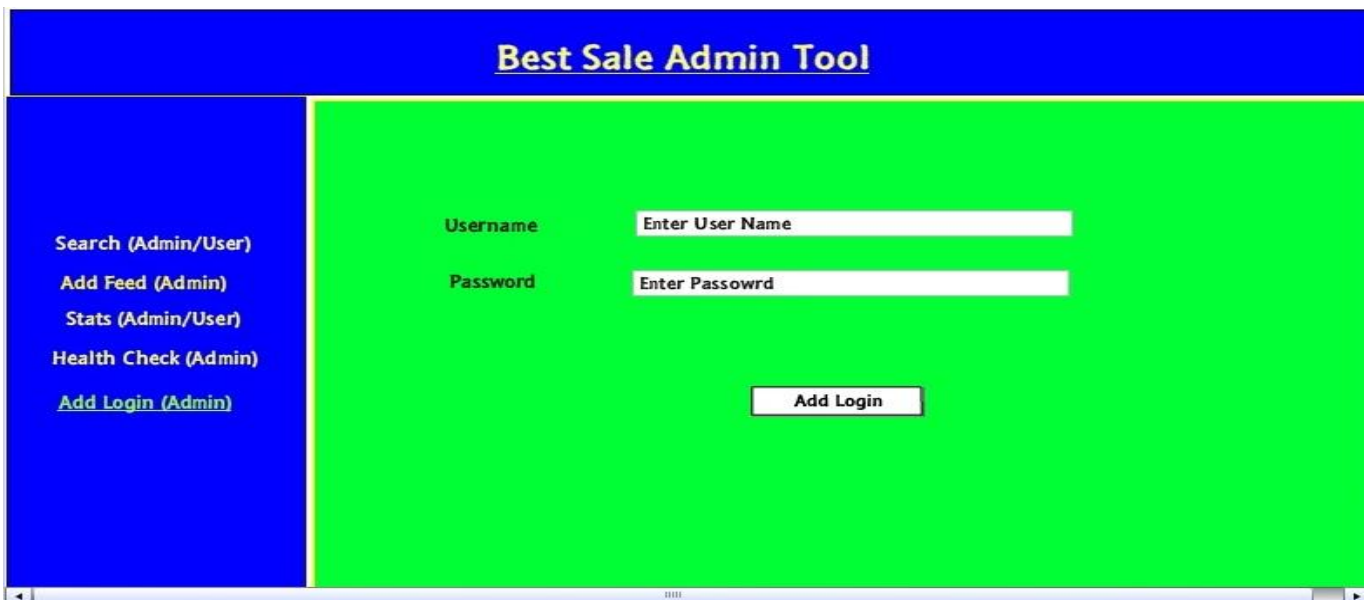 Best Sale Admin Tool
Search (Admin/User)
Add Feed (Admin)
Stats (Admin/User)
Health Check (Admin)
Add Login (Admin)
Username
Enter User Name
Password
Enter Passowrd
Add Login